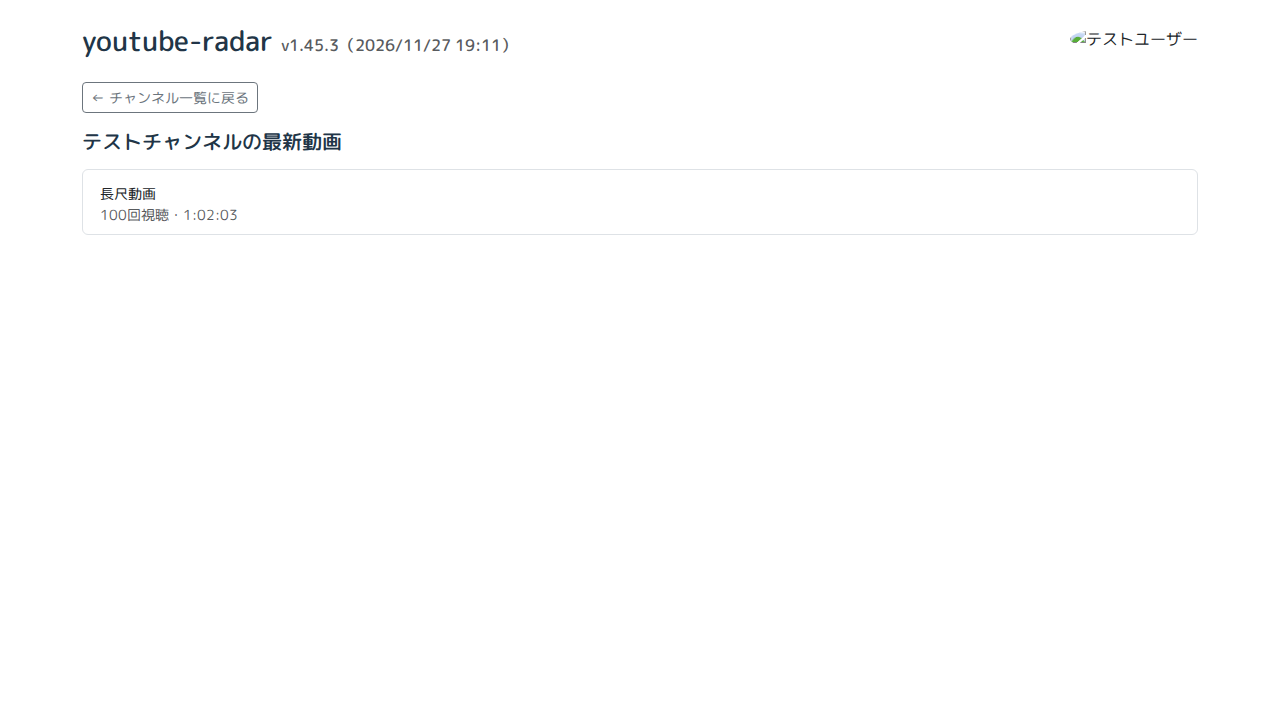 youtube-radar v1.45.3（2026/11/27 19:11）
テストユーザー
← チャンネル一覧に戻る
テストチャンネルの最新動画
長尺動画
100回視聴・1:02:03